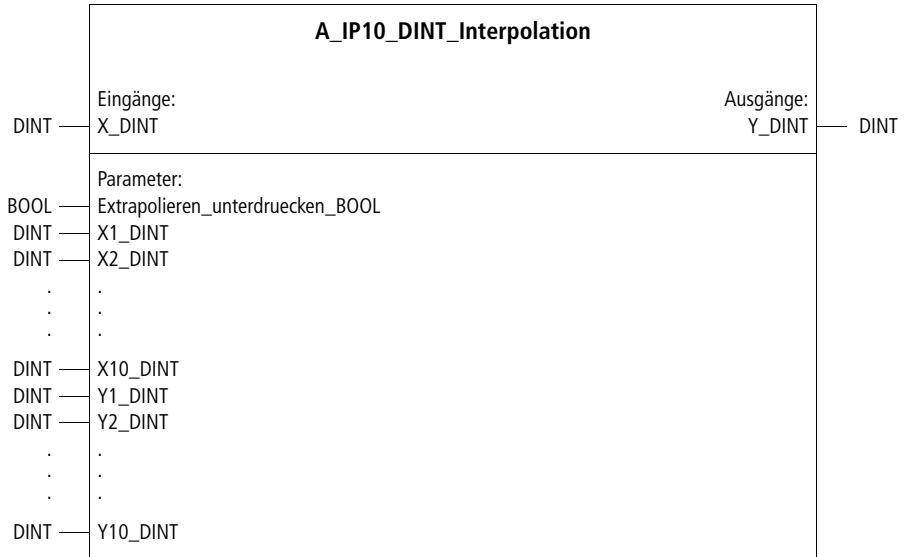 A_IP10_DINT_Interpolation
Eingänge: Ausgänge:
DINT X_DINT Y_DINT DINT
Parameter:
BOOL Extrapolieren_unterdruecken_BOOL
DINT X1_DINT
DINT X2_DINT
. .
. .
. .
DINT X10_DINT
DINT Y1_DINT
DINT Y2_DINT
. .
. .
. .
DINT Y10_DINT